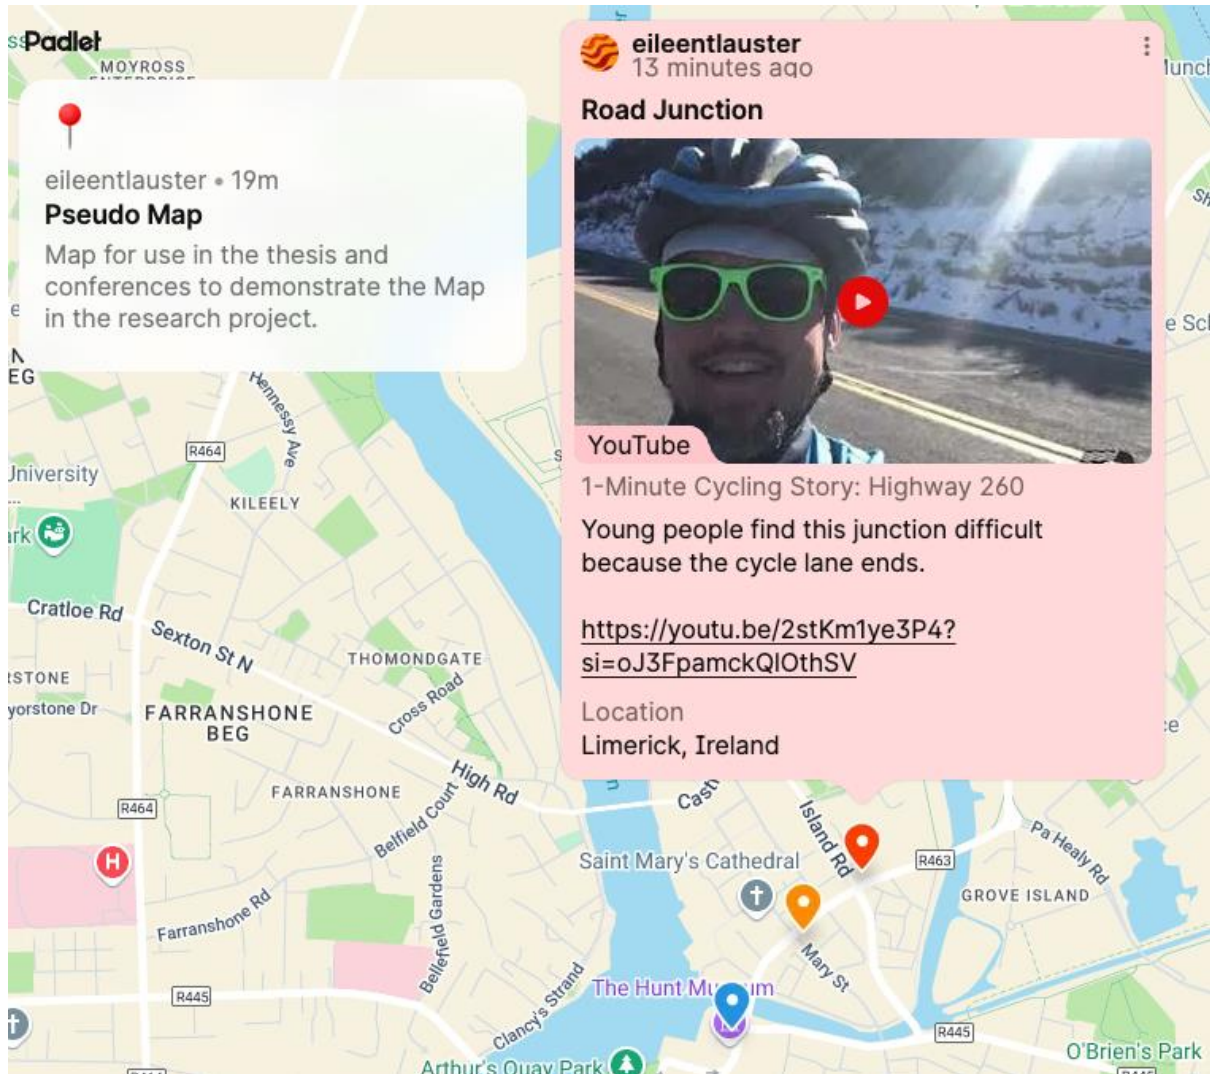 Padlet
MOYROSS
eileentlauster • 19m
Pseudo Map
Map for use in the thesis and
conferences to demonstrate the Map
in the research project.
eileentlauster
13 minutes ago
Road Junction
YouTube
1-Minute Cycling Story: Highway 260
Young people find this junction difficult
because the cycle lane ends.
https://youtu.be/2stKm1ye3P4?
si=oJ3FpamckQlOthSV
Location
Limerick, Ireland
Hennessy Ave
R464
University
KILEELY
Cratloe Rd
Sexton St N
THOMONDGATE
Cross Road
FARRANSHONE
BEG
High Rd
FARRANSHONE
R464
Belfield Court
Island Rd
Pa Healy Rd
Saint Mary's Cathedral
R463
H
GROVE ISLAND
Farranshone Rd
Bellefield Gardens
Mary St
The Hunt Museum
R445
Clancy's Strand
R445
O'Brien's Park
Arthur's Quay Park